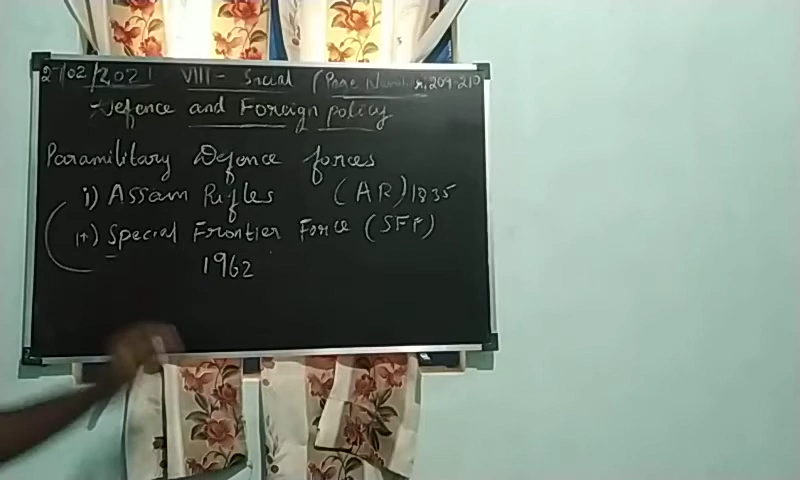 27/02/2021 VIII - Social (Page Number. 209-210
Defence and Foreign policy
Paramilitary Defence forces
i) Assam Rifles (AR) 1835
ii) Special Frontier Force (SFF)
1962